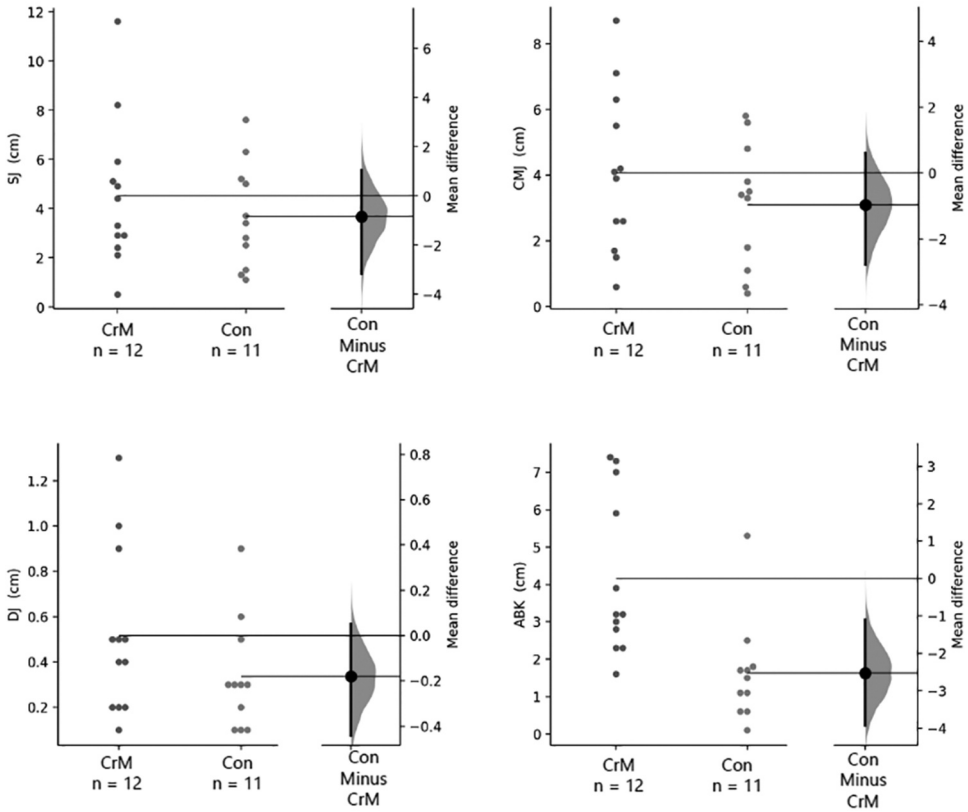 SJ (cm)
12
10
8
6
4
2
0
6
4
2
0
−2
−4
Mean difference
CrM
n = 12
Con
n = 11
Con
Minus
CrM
CMJ (cm)
8
6
4
2
0
4
2
0
−2
−4
Mean difference
CrM
n = 12
Con
n = 11
Con
Minus
CrM
DJ (cm)
1.2
1.0
0.8
0.6
0.4
0.2
0.8
0.6
0.4
0.2
0.0
−0.2
−0.4
Mean difference
CrM
n = 12
Con
n = 11
Con
Minus
CrM
ABK (cm)
7
6
5
4
3
2
1
0
3
2
1
0
−1
−2
−3
−4
Mean difference
CrM
n = 12
Con
n = 11
Con
Minus
CrM